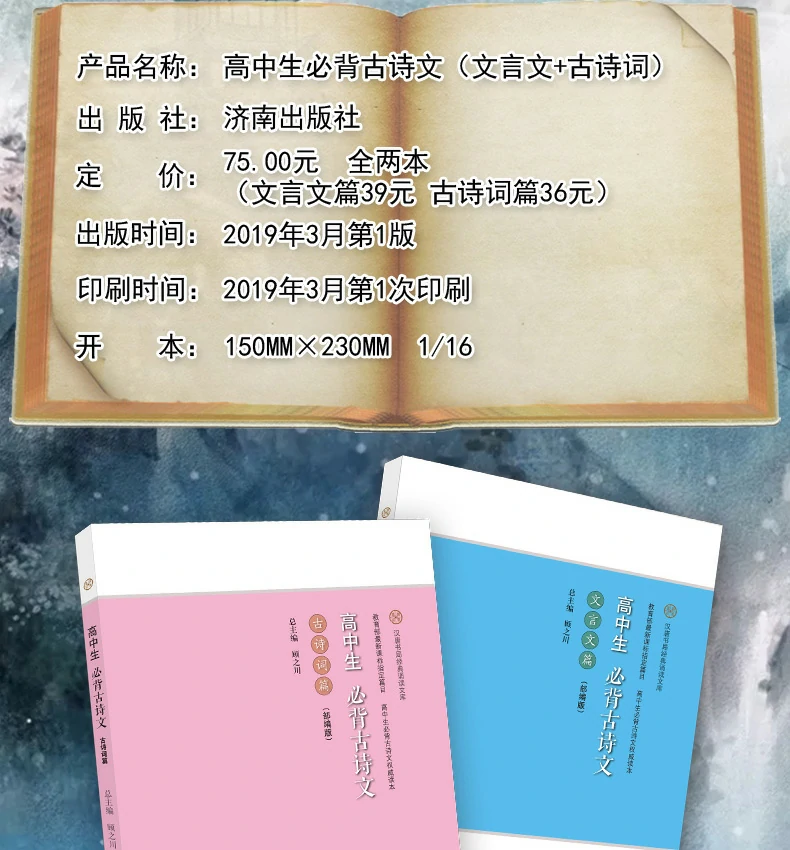 产品名称： 高中生必背古诗文（文言文+古诗词）
出 版 社： 济南出版社
定 价： 75.00元 全两本
（文言文篇39元 古诗词篇36元）
出版时间： 2019年3月第1版
印刷时间： 2019年3月第1次印刷
开 本： 150MM×230MM 1/16
高中生 必背古诗文 古诗词篇
总主编 顾之川
汉唐书局经典诵读文库
教育部最新课标指定篇目 高中生必背古诗文权威读本
高中生 必背古诗文
古诗词篇
（部编版）
总主编 顾之川
汉唐书局经典诵读文库
教育部最新课标指定篇目 高中生必背古诗文权威读本
高中生 必背古诗文
文言文篇
（部编版）
总主编 顾之川